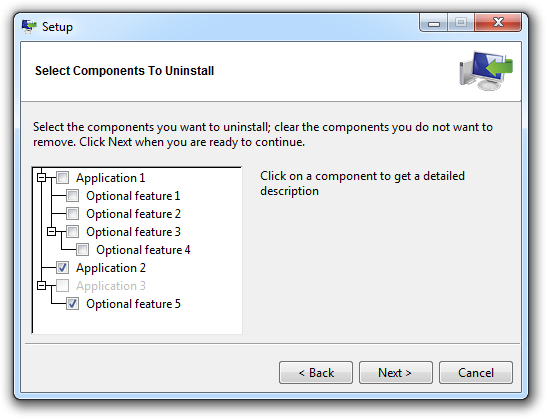 Setup
Select Components To Uninstall
Select the components you want to uninstall; clear the components you do not want to
remove. Click Next when you are ready to continue.
Application 1
Optional feature 1
Optional feature 2
Optional feature 3
Optional feature 4
Application 2
Application 3
Optional feature 5
Click on a component to get a detailed
description
< Back
Next >
Cancel